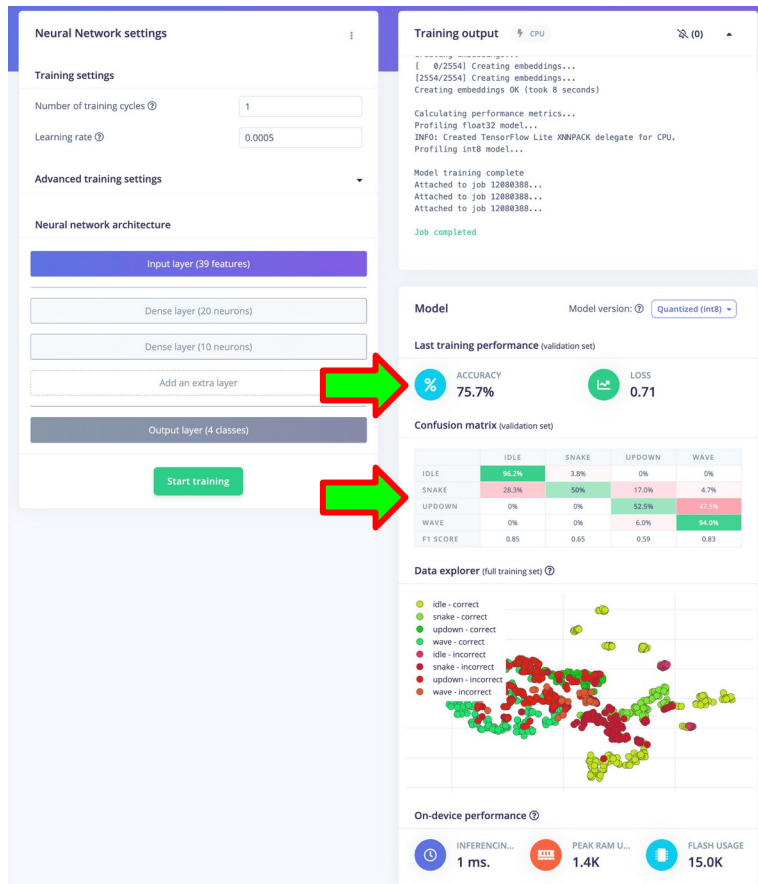 Neural Network settings
Training settings
Number of training cycles ?
1
Learning rate ?
0.0005
Advanced training settings
Neural network architecture
Input layer (39 features)
Dense layer (20 neurons)
Dense layer (10 neurons)
Add an extra layer
Output layer (4 classes)
Start training
Training output CPU (0)
[ 0/2554] Creating embeddings...
[2554/2554] Creating embeddings...
Creating embeddings OK (took 8 seconds)
Calculating performance metrics...
Profiling float32 model...
INFO: Created TensorFlow Lite XNNPACK delegate for CPU.
Profiling int8 model...
Model training complete
Attached to job 12080388...
Attached to job 12080388...
Attached to job 12080388...
Job completed
Model Model version: ? Quantized (int8)
Last training performance (validation set)
% ACCURACY
75.7%
LOSS
0.71
Confusion matrix (validation set)
IDLE SNAKE UPDOWN WAVE
IDLE 96.2% 3.8% 0% 0%
SNAKE 28.3% 50% 17.0% 4.7%
UPDOWN 0% 0% 52.5% 47.5%
WAVE 0% 0% 6.0% 94.0%
F1 SCORE 0.85 0.65 0.59 0.83
Data explorer (full training set) ?
idle - correct
snake - correct
updown - correct
wave - correct
idle - incorrect
snake - incorrect
updown - incorrect
wave - incorrect
On-device performance ?
INFERENCIN...
1 ms.
PEAK RAM U...
1.4K
FLASH USAGE
15.0K